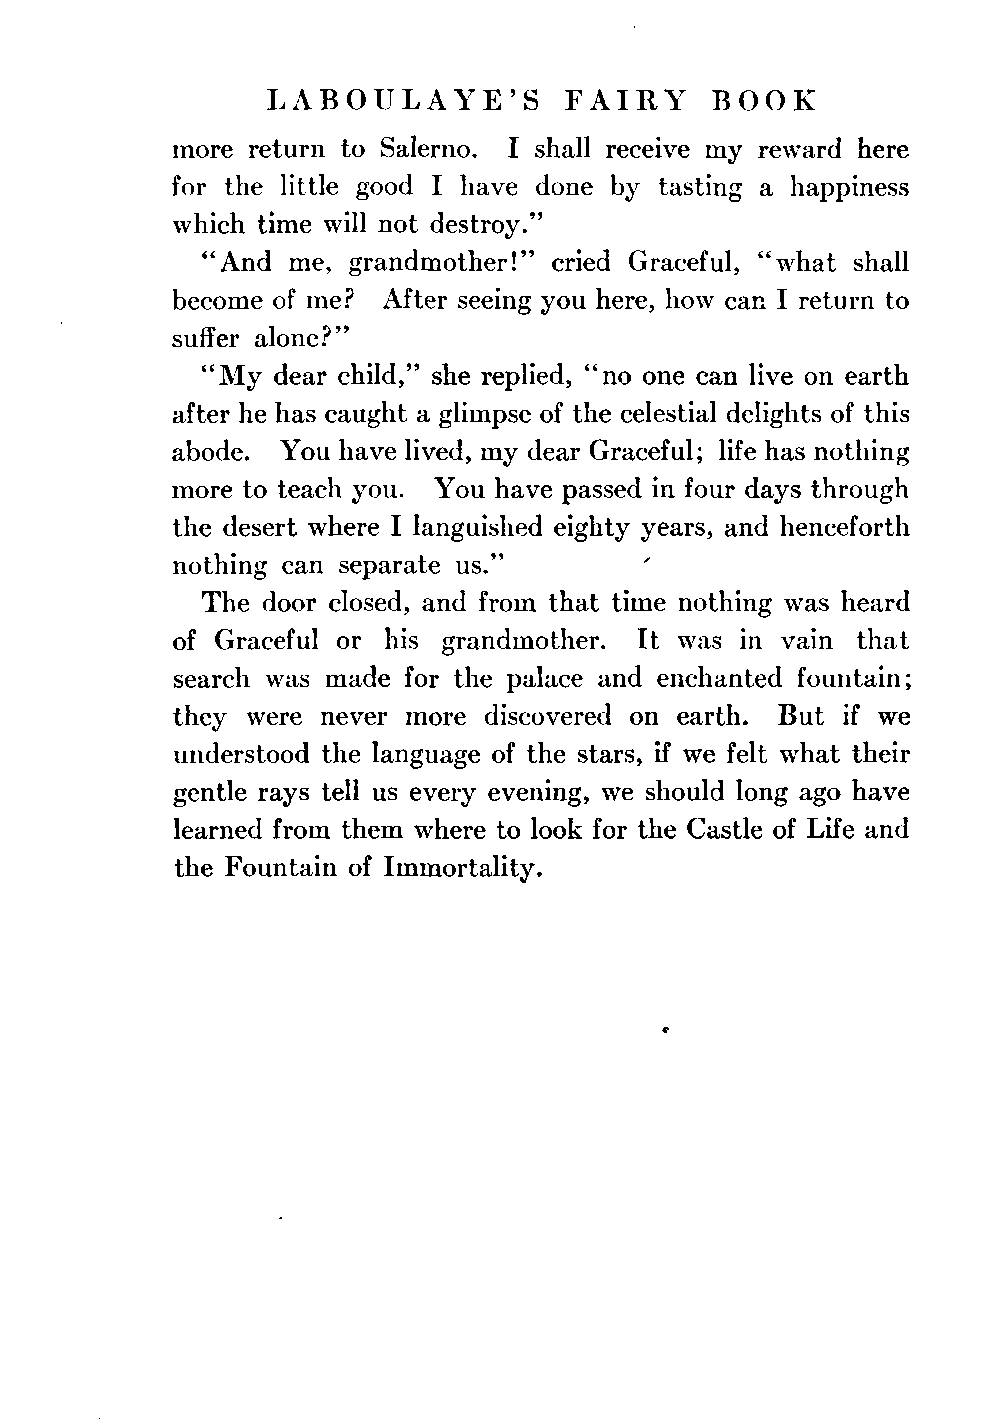 LABOULAYE'S FAIRY BOOK
more return to Salerno. I shall receive my reward here
for the little good I have done by tasting a happiness
which time will not destroy."
"And me, grandmother!" cried Graceful, "what shall
become of me? After seeing you here, how can I return to
suffer alone?"
"My dear child," she replied, "no one can live on earth
after he has caught a glimpse of the celestial delights of this
abode. You have lived, my dear Graceful; life has nothing
more to teach you. You have passed in four days through
the desert where I languished eighty years, and henceforth
nothing can separate us."
The door closed, and from that time nothing was heard
of Graceful or his grandmother. It was in vain that
search was made for the palace and enchanted fountain;
they were never more discovered on earth. But if we
understood the language of the stars, if we felt what their
gentle rays tell us every evening, we should long ago have
learned from them where to look for the Castle of Life and
the Fountain of Immortality.